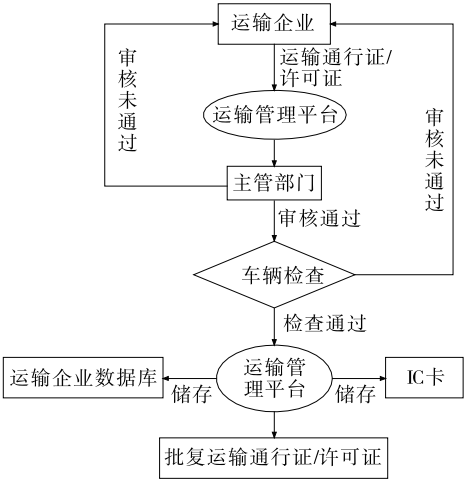 运输企业
运输通行证/
许可证
审核未通过
运输管理平台
审核未通过
主管部门
审核通过
车辆检查
检查通过
运输企业数据库
储存
运输管
理平台
储存
IC卡
批复运输通行证/许可证